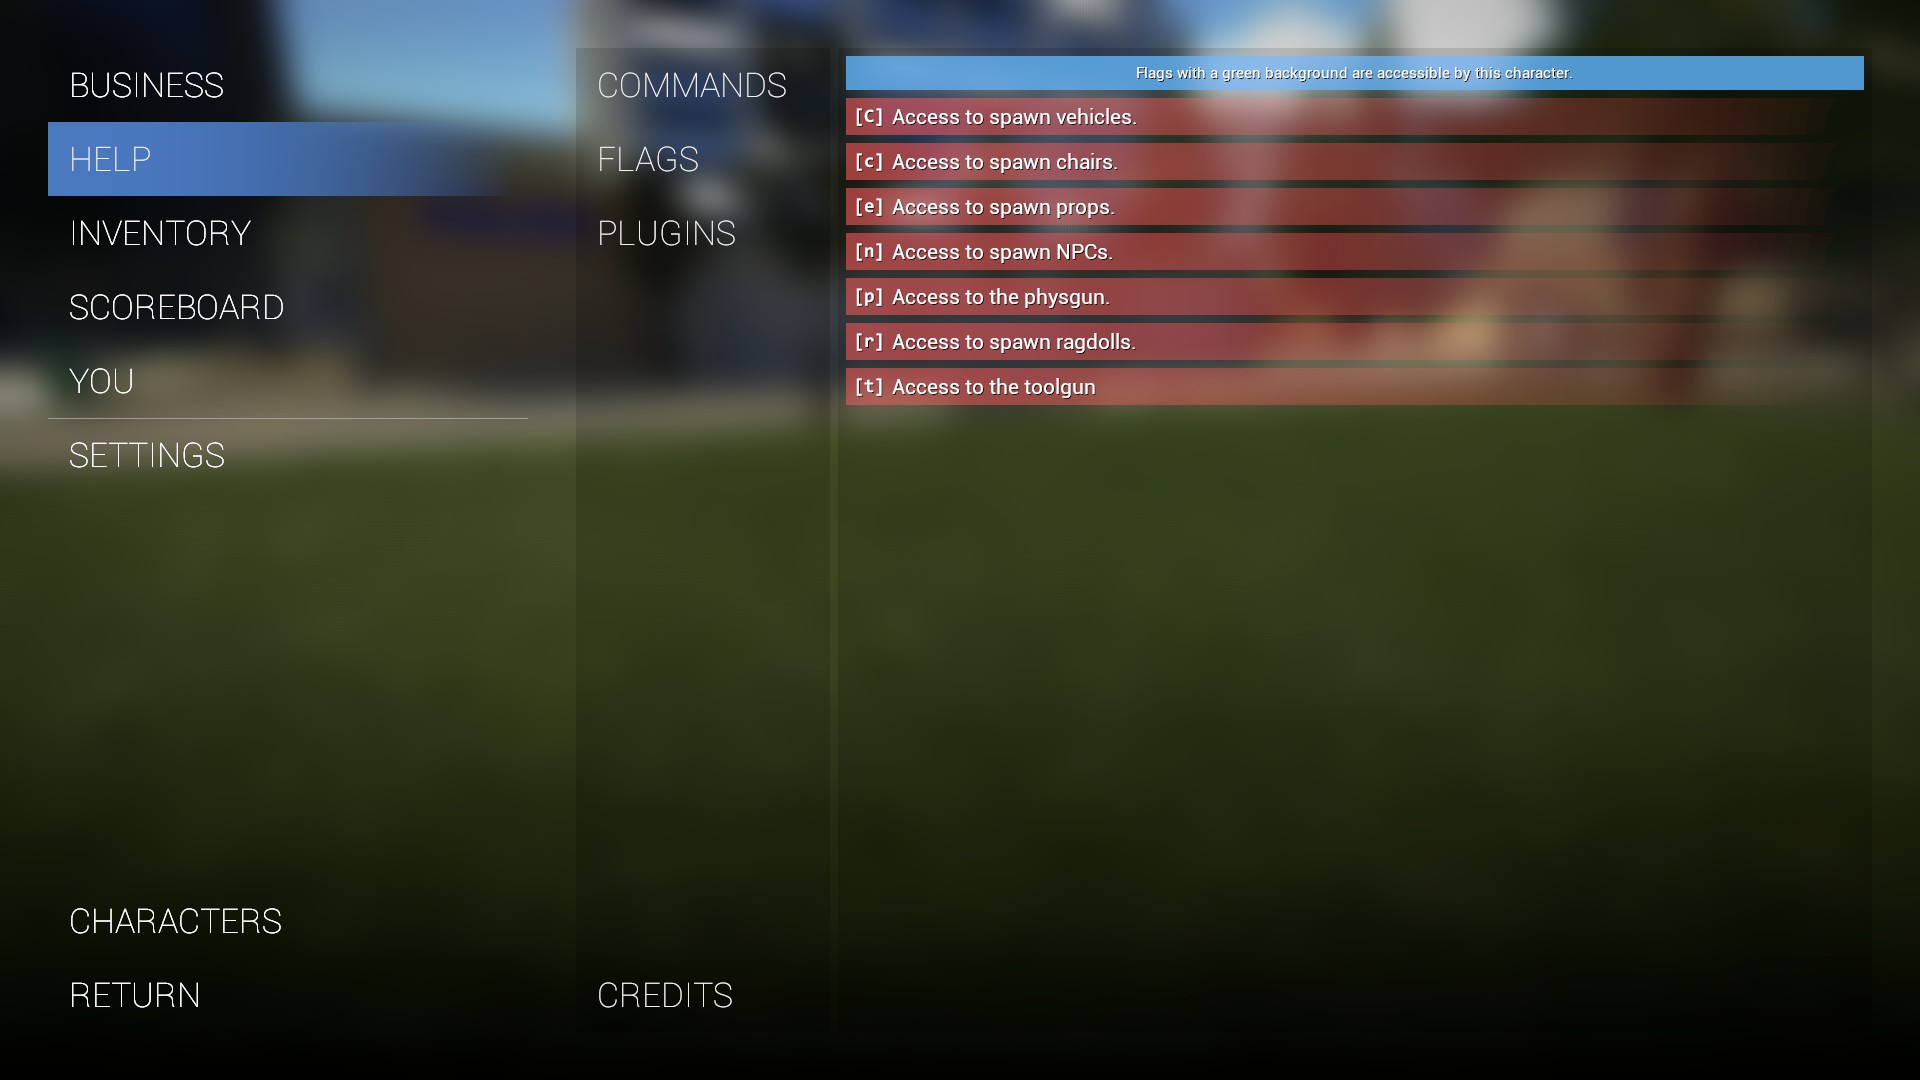 BUSINESS
HELP
INVENTORY
SCOREBOARD
YOU
SETTINGS
CHARACTERS
RETURN
COMMANDS
FLAGS
PLUGINS
CREDITS
Flags with a green background are accessible by this character.
[C] Access to spawn vehicles.
[c] Access to spawn chairs.
[e] Access to spawn props.
[n] Access to spawn NPCs.
[p] Access to the physgun.
[r] Access to spawn ragdolls.
[t] Access to the toolgun